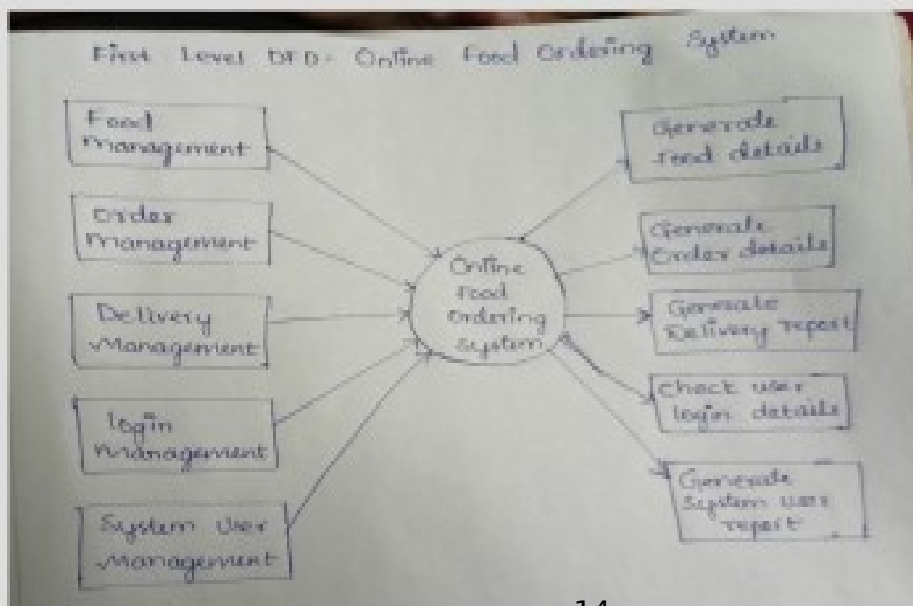 First Level DFD- Online Food Ordering System
Food
Management
Order
Management
Delivery
Management
login
Management
System User
Management
Online
Food
Ordering
System
Generate
Food details
Generate
Order details
Generate
Delivery report
Check user
login details
Generate
System User
report
14